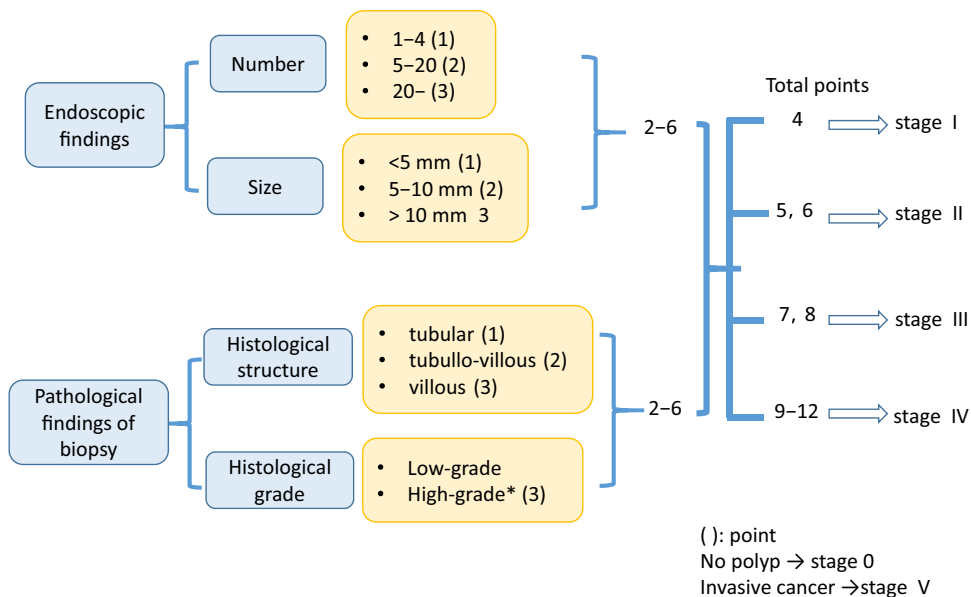 Endoscopic
findings
Number
• 1–4 (1)
• 5–20 (2)
• 20– (3)
Size
• <5 mm (1)
• 5–10 mm (2)
• > 10 mm 3
2–6
Pathological
findings of
biopsy
Histological
structure
• tubular (1)
• tubullo-villous (2)
• villous (3)
Histological
grade
• Low-grade
• High-grade* (3)
2–6
Total points
4
stage I
5, 6
stage II
7, 8
stage III
9–12
stage IV
( ): point
No polyp → stage 0
Invasive cancer →stage V